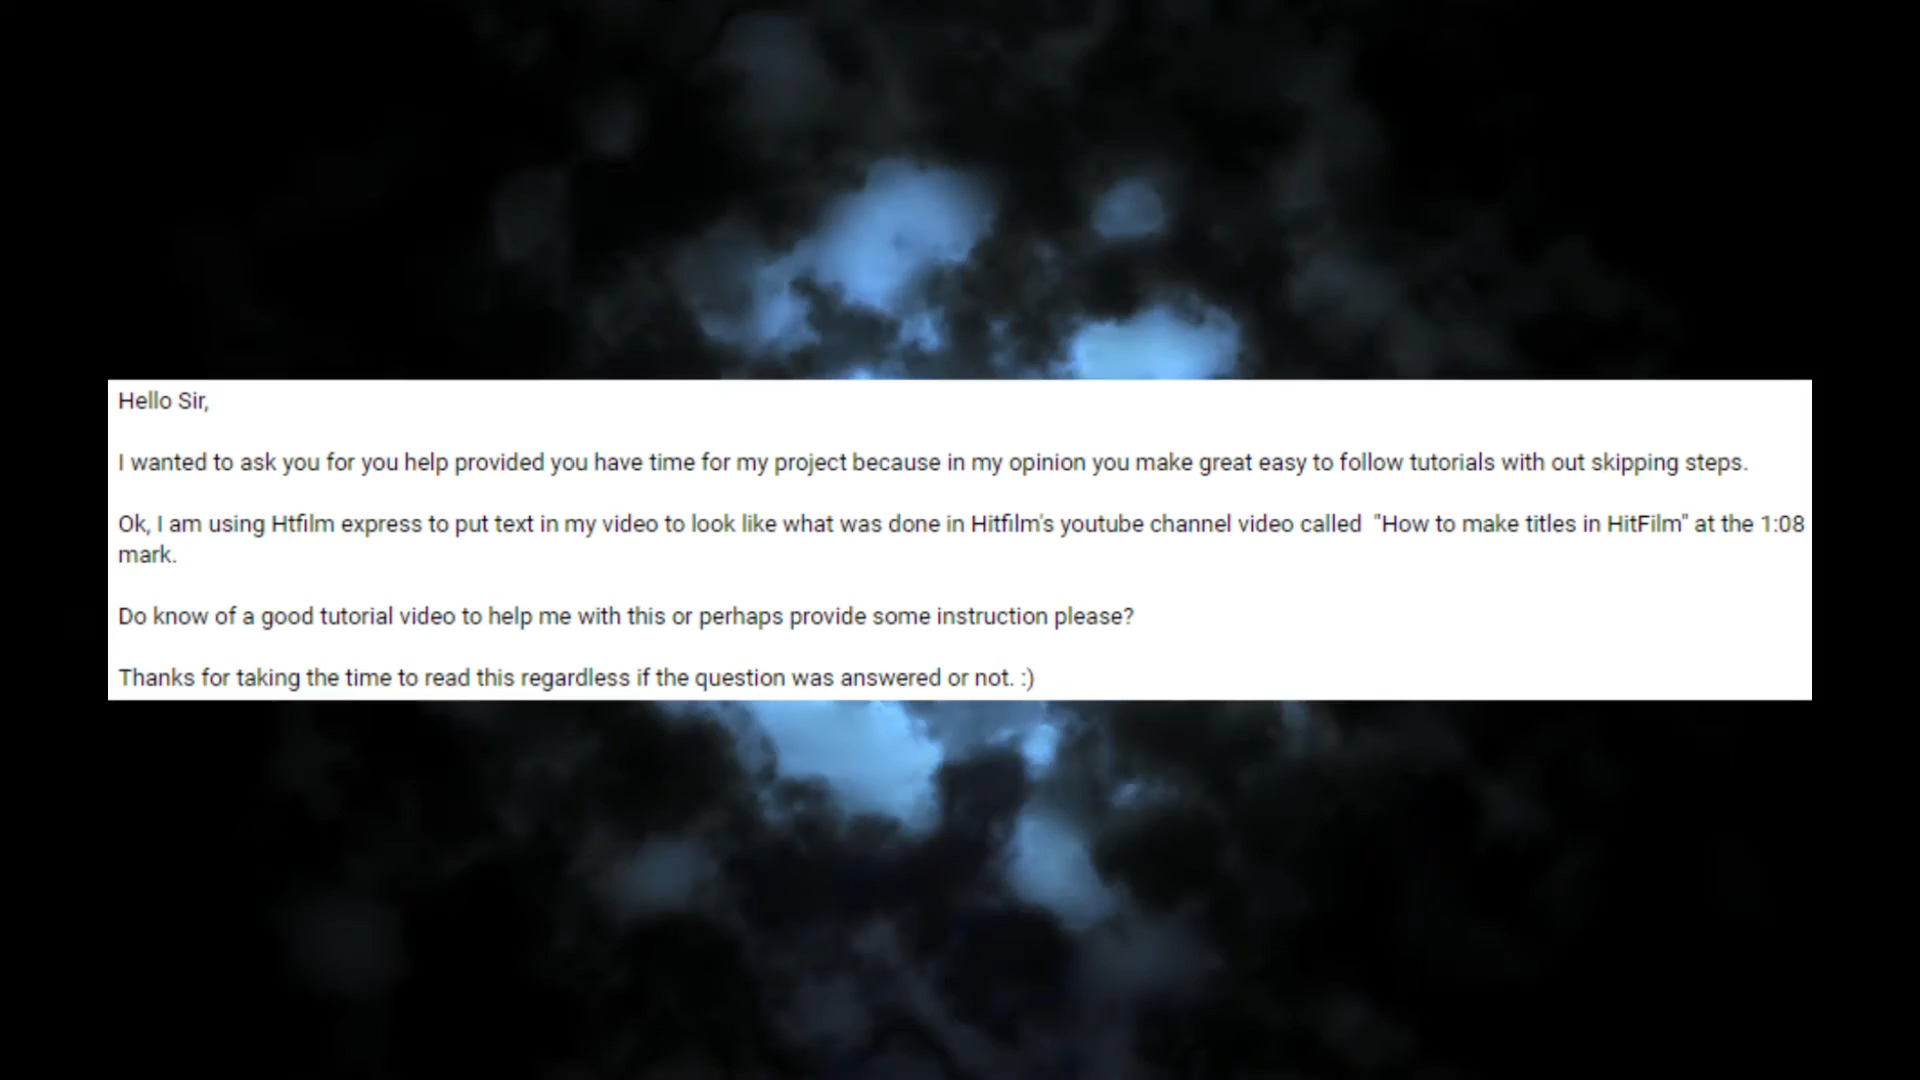 Hello Sir,
I wanted to ask you for you help provided you have time for my project because in my opinion you make great easy to follow tutorials with out skipping steps.
Ok, I am using Htfilm express to put text in my video to look like what was done in Hitfilm's youtube channel video called  "How to make titles in HitFilm" at the 1:08
mark.
Do know of a good tutorial video to help me with this or perhaps provide some instruction please?
Thanks for taking the time to read this regardless if the question was answered or not. :)